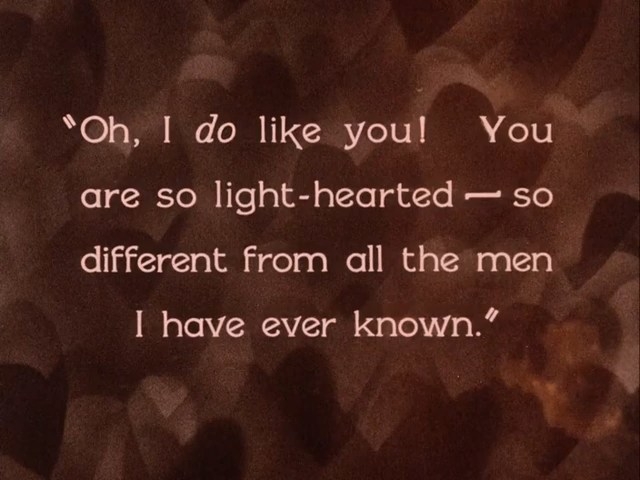 "Oh, I do like you!  You
are so light-hearted — so
different from all the men
I have ever known."